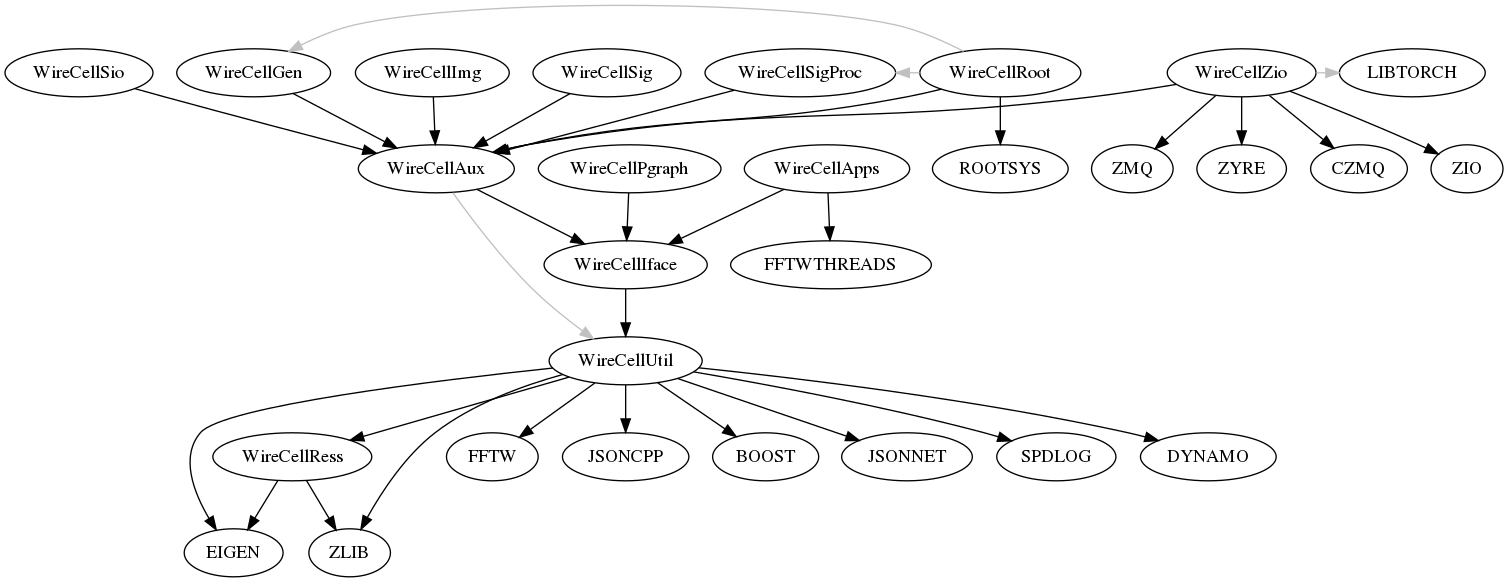 WireCellSio
WireCellGen
WireCellImg
WireCellSig
WireCellSigProc
WireCellRoot
WireCellZio
LIBTORCH
WireCellAux
WireCellPgraph
WireCellApps
ROOTSYS
ZMQ
ZYRE
CZMQ
ZIO
WireCellIface
FFTWTHREADS
WireCellUtil
WireCellRess
FFTW
JSONCPP
BOOST
JSONNET
SPDLOG
DYNAMO
EIGEN
ZLIB